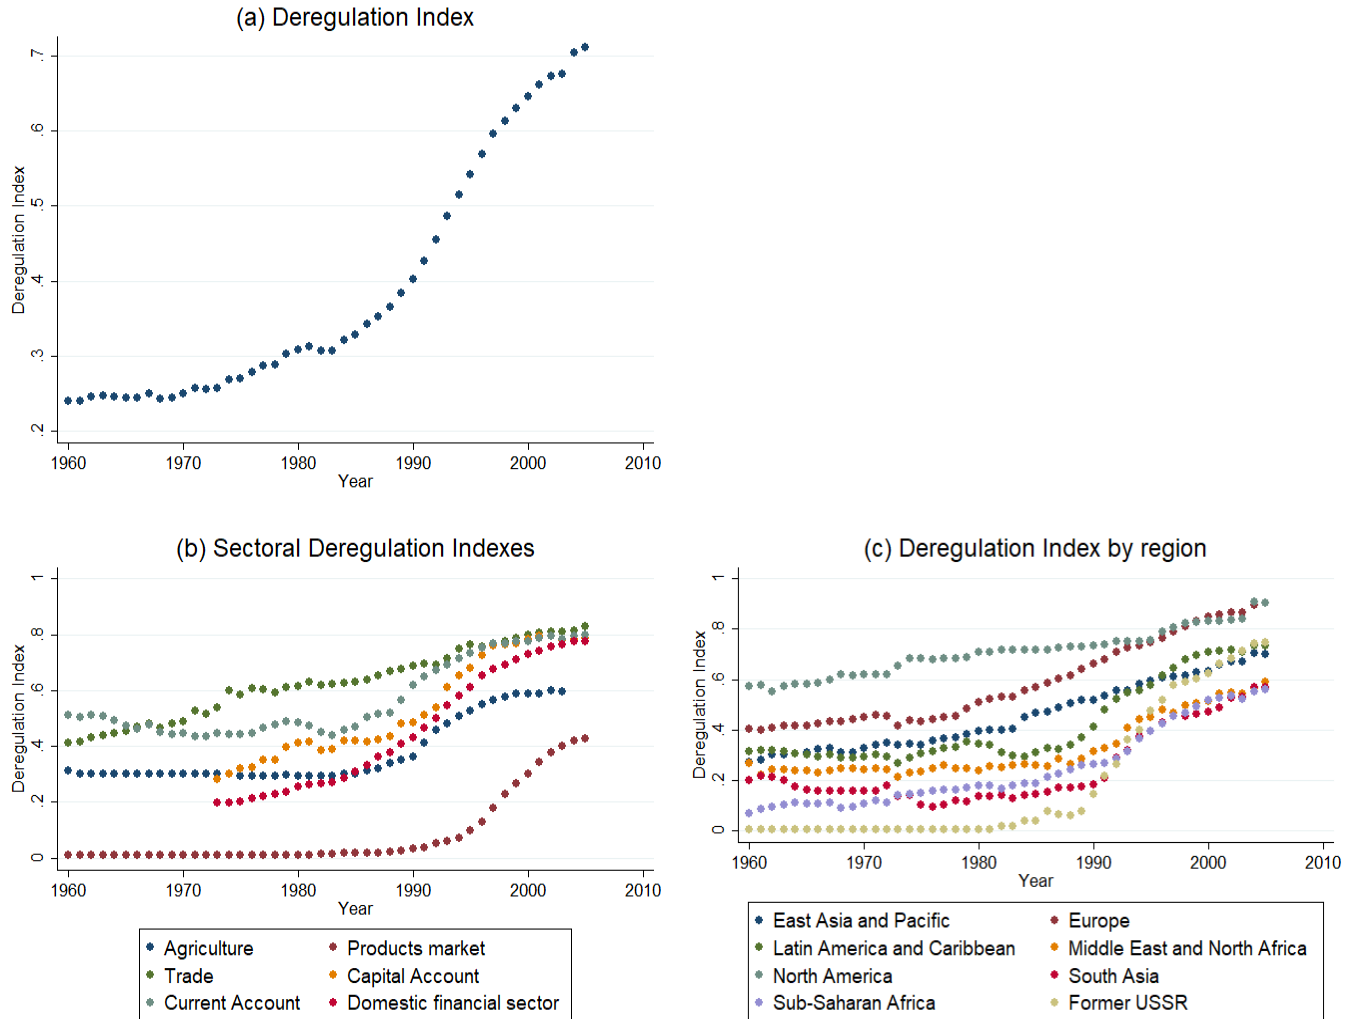 (a) Deregulation Index
.7
.6
.5
.4
.3
.2
Deregulation Index
1960 1970 1980 1990 2000 2010
Year
(b) Sectoral Deregulation Indexes
1
.8
.6
.4
.2
0
Deregulation Index
1960 1970 1980 1990 2000 2010
Year
Agriculture Products market
Trade Capital Account
Current Account Domestic financial sector
(c) Deregulation Index by region
1
.8
.6
.4
.2
0
Deregulation Index
1960 1970 1980 1990 2000 2010
Year
East Asia and Pacific Europe
Latin America and Caribbean Middle East and North Africa
North America South Asia
Sub-Saharan Africa Former USSR